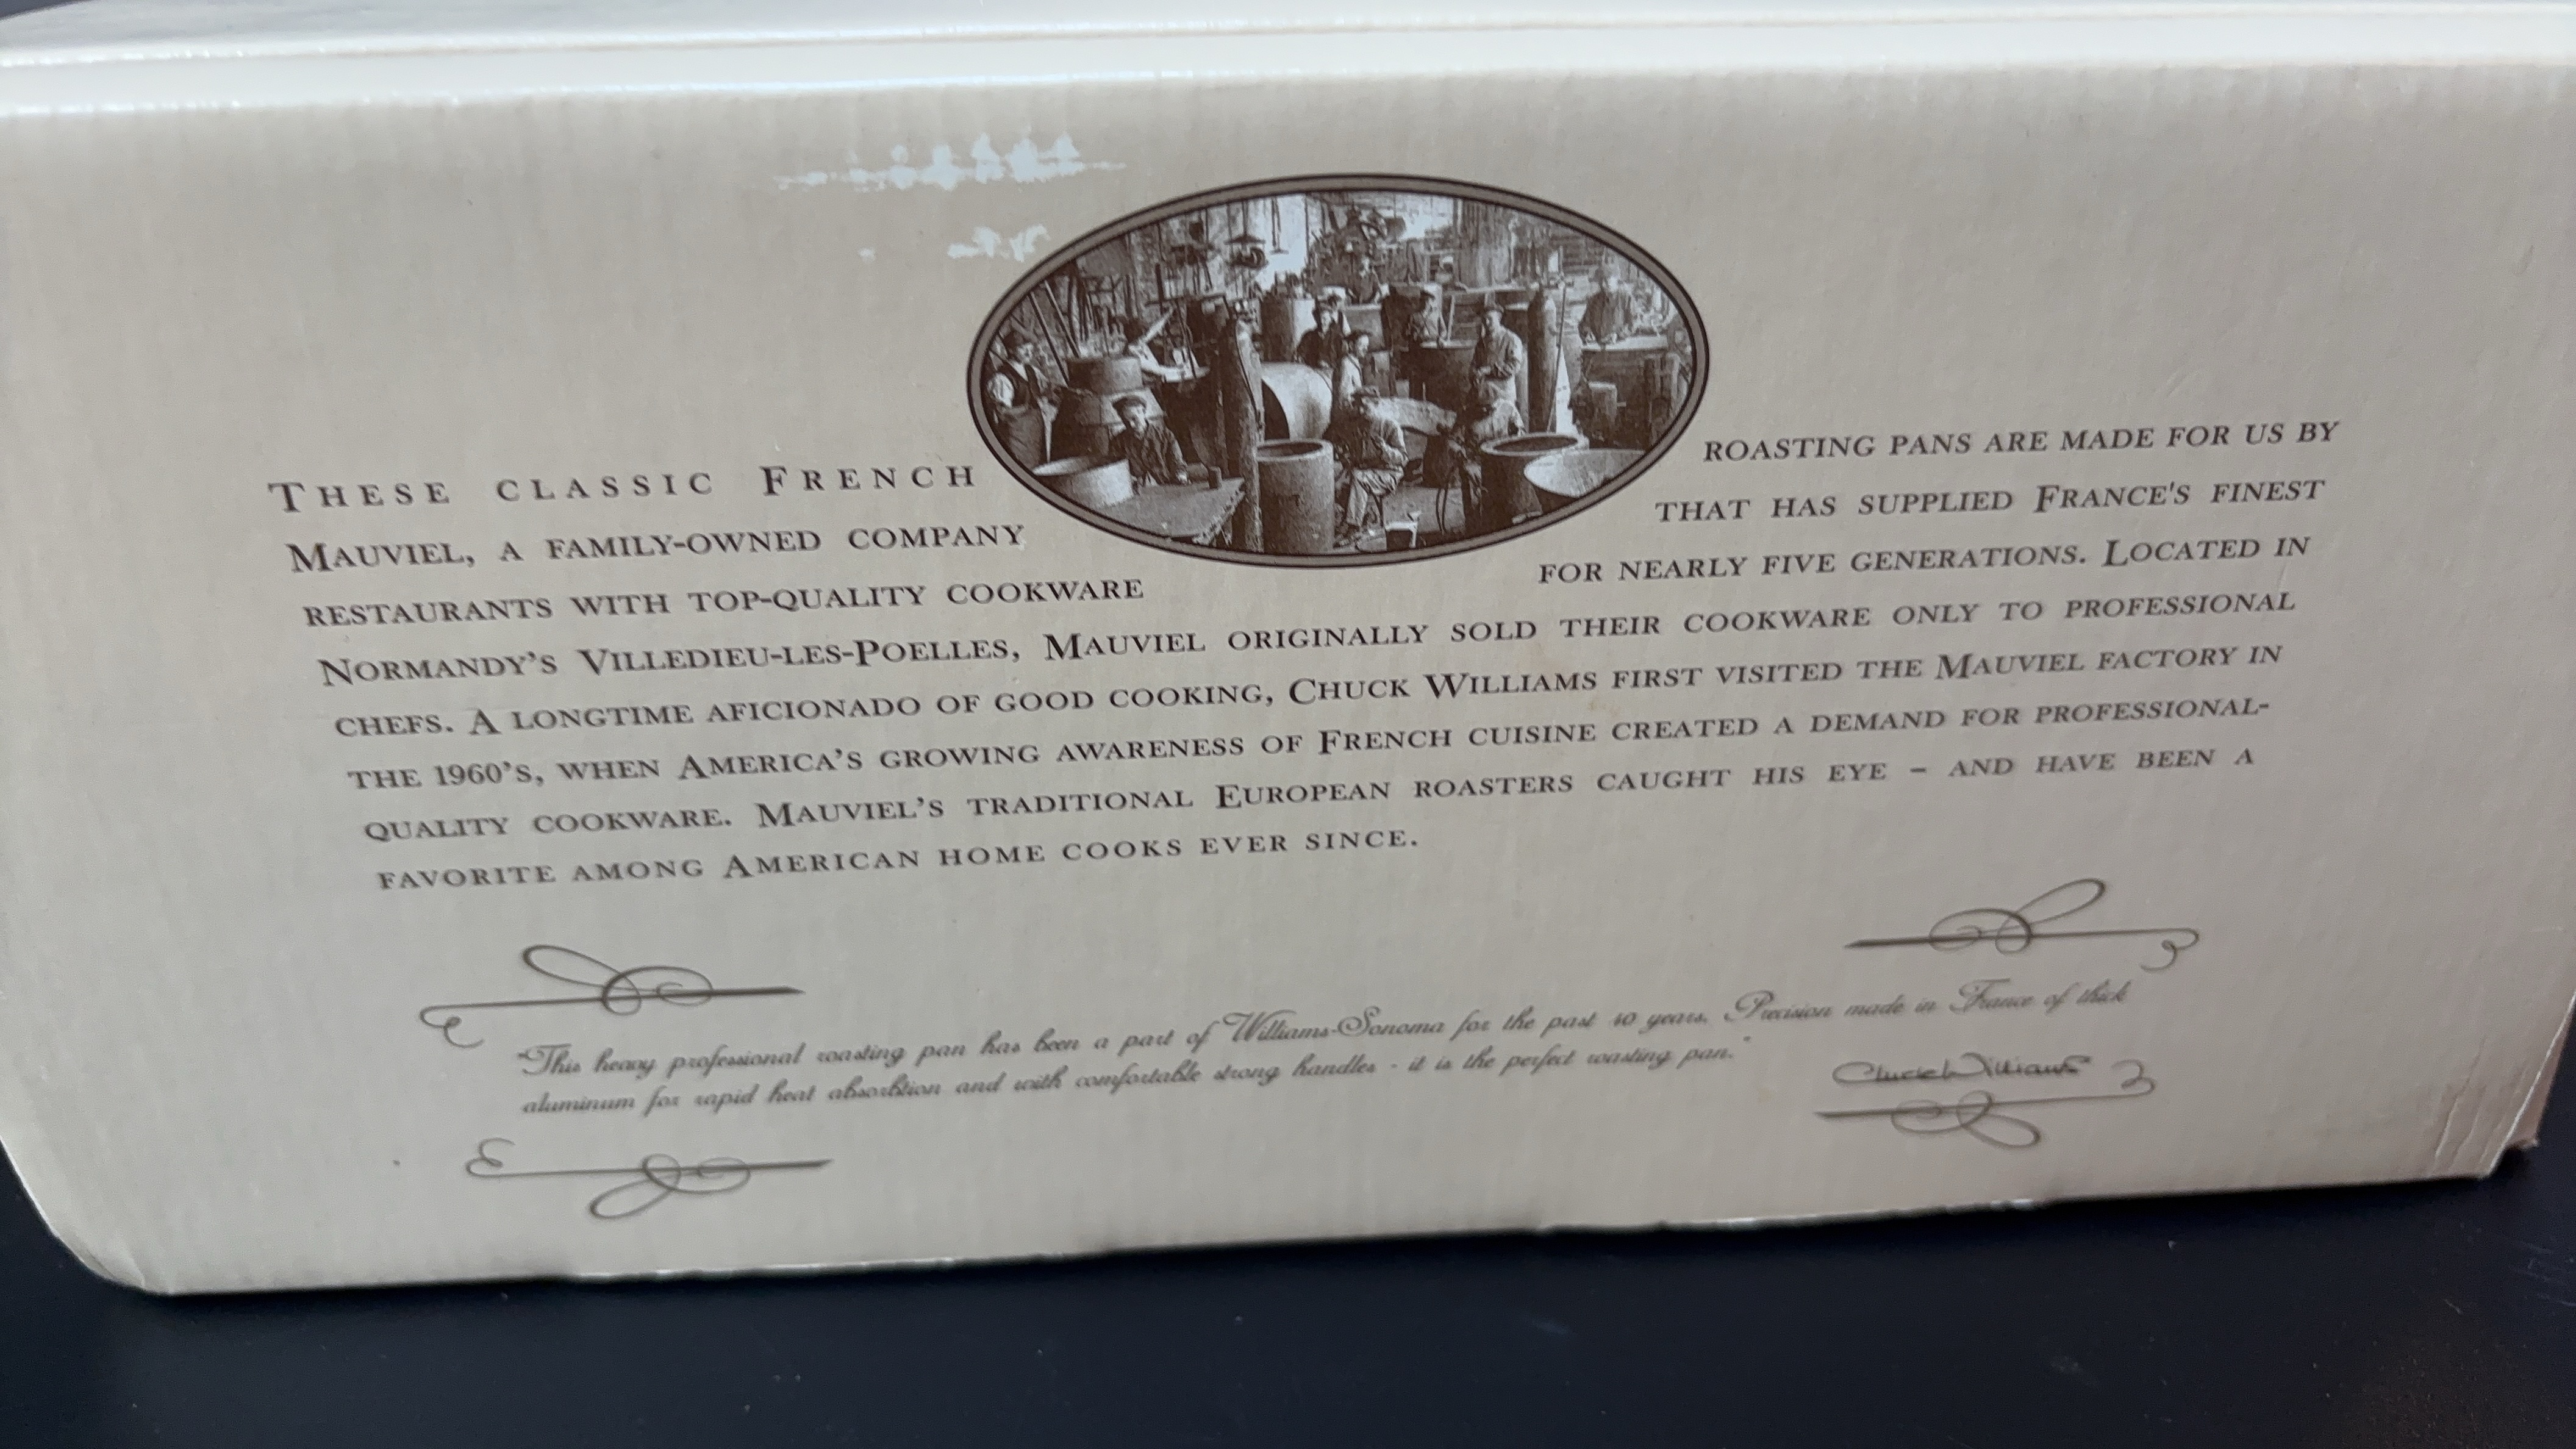 THESE CLASSIC FRENCH ROASTING PANS ARE MADE FOR US BY
MAUVIEL, A FAMILY-OWNED COMPANY THAT HAS SUPPLIED FRANCE'S FINEST
RESTAURANTS WITH TOP-QUALITY COOKWARE FOR NEARLY FIVE GENERATIONS. LOCATED IN
NORMANDY'S VILLEDIEU-LES-POELLES, MAUVIEL ORIGINALLY SOLD THEIR COOKWARE ONLY TO PROFESSIONAL
CHEFS. A LONGTIME AFICIONADO OF GOOD COOKING, CHUCK WILLIAMS FIRST VISITED THE MAUVIEL FACTORY IN
THE 1960'S, WHEN AMERICA'S GROWING AWARENESS OF FRENCH CUISINE CREATED A DEMAND FOR PROFESSIONAL-
QUALITY COOKWARE. MAUVIEL'S TRADITIONAL EUROPEAN ROASTERS CAUGHT HIS EYE – AND HAVE BEEN A
FAVORITE AMONG AMERICAN HOME COOKS EVER SINCE.
"This heavy professional roasting pan has been a part of Williams-Sonoma for the past 40 years. Precision made in France of thick
aluminum for rapid heat absorbtion and with comfortable strong handles - it is the perfect roasting pan."
Chuck Williams